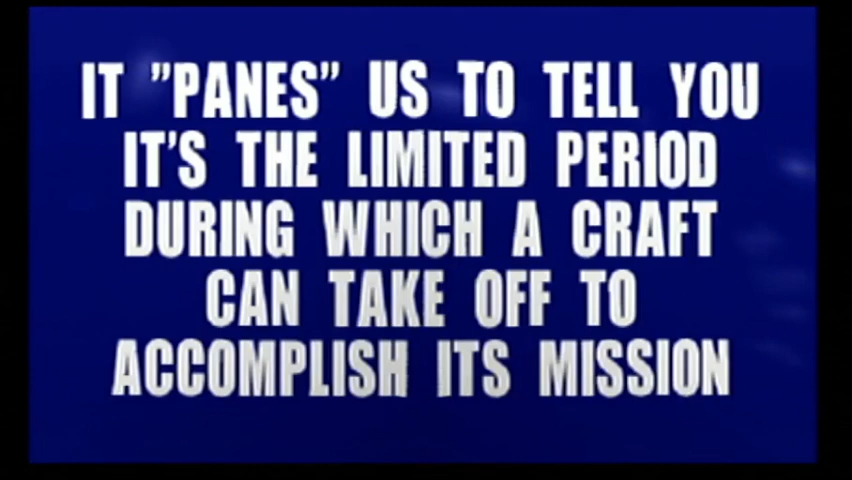 IT "PANES" US TO TELL YOU
IT'S THE LIMITED PERIOD
DURING WHICH A CRAFT
CAN TAKE OFF TO
ACCOMPLISH ITS MISSION